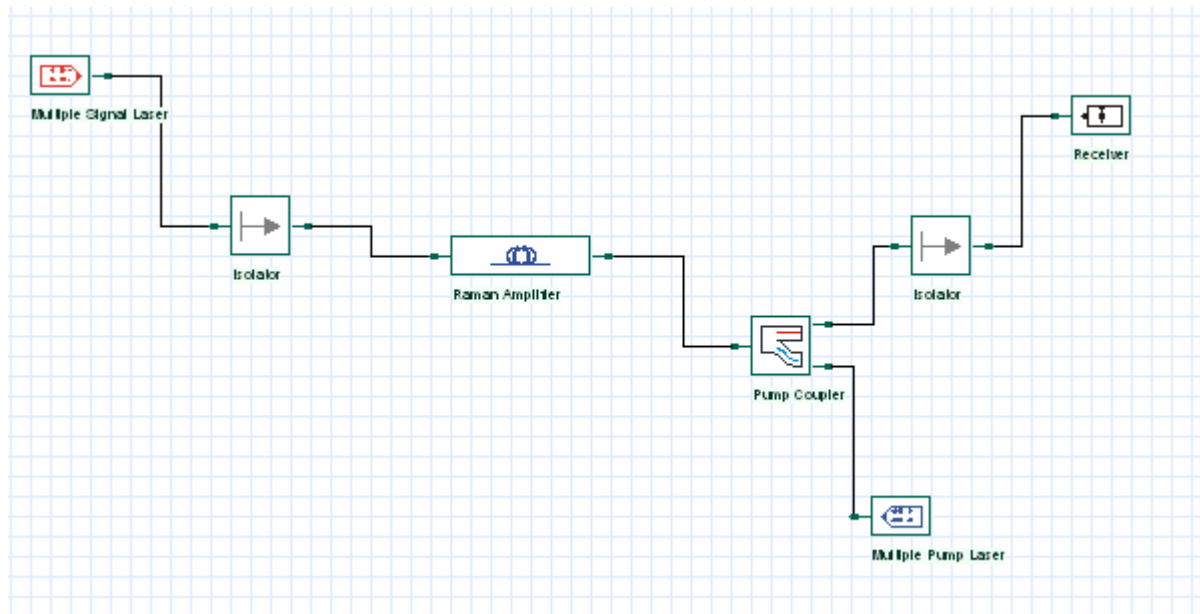 Multiple Signal Laser
Receiver
Isolator
Raman Amplifier
Isolator
Pump Coupler
Multiple Pump Laser